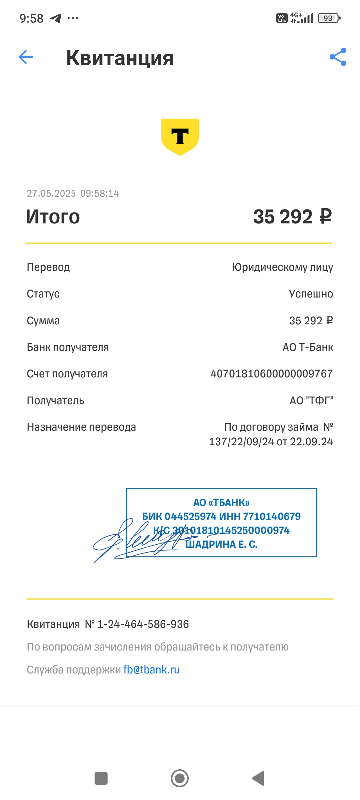 9:58 ··· 4G+ 93
Квитанция
Т
27.05.2025 09:58:14
Итого 35 292 ₽
Перевод Юридическому лицу
Статус Успешно
Сумма 35 292 ₽
Банк получателя АО Т-Банк
Счет получателя 40701810600000009767
Получатель АО "ТФГ"
Назначение перевода По договору займа №
137/22/09/24 от 22.09.24
АО «ТБАНК»
БИК 044525974 ИНН 7710140679
К/С 30101810145250000974
ШАДРИНА Е. С.
Квитанция № 1-24-464-586-936
По вопросам зачисления обращайтесь к получателю
Служба поддержки fb@tbank.ru